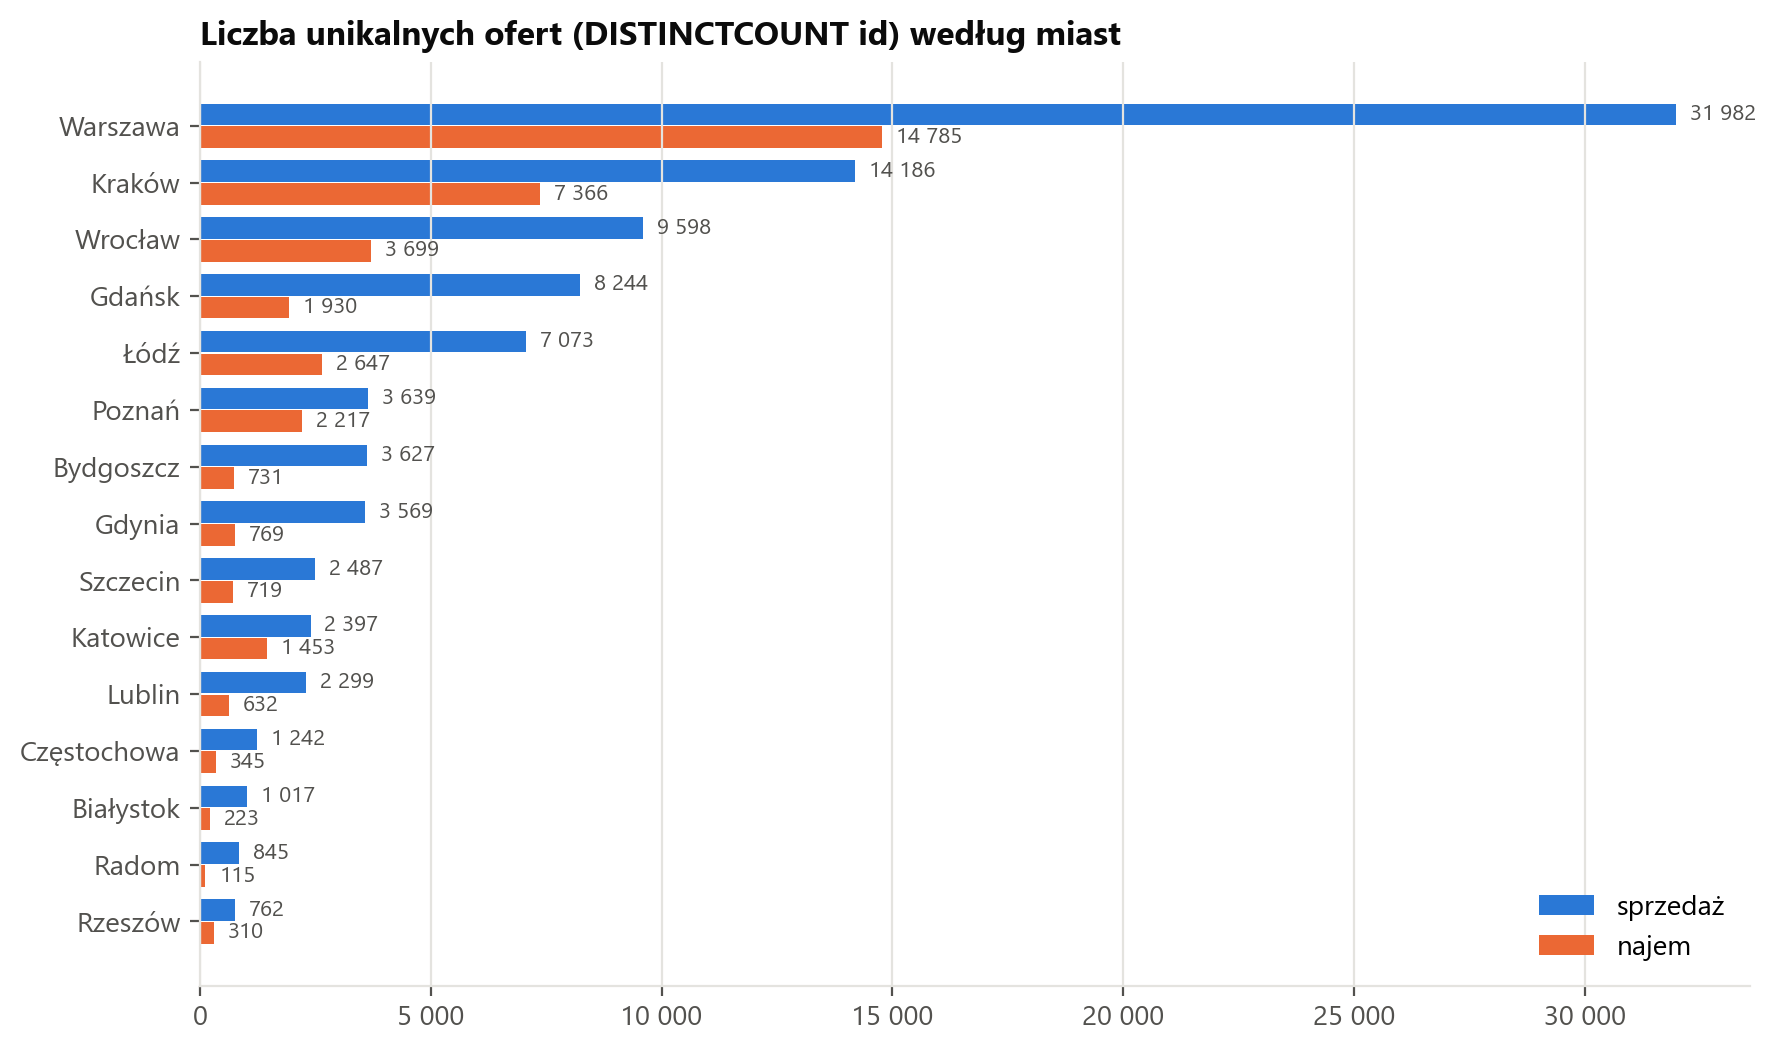 Liczba unikalnych ofert (DISTINCTCOUNT id) według miast
Warszawa
31 982
14 785
Kraków
14 186
7 366
Wrocław
9 598
3 699
Gdańsk
8 244
1 930
Łódź
7 073
2 647
Poznań
3 639
2 217
Bydgoszcz
3 627
731
Gdynia
3 569
769
Szczecin
2 487
719
Katowice
2 397
1 453
Lublin
2 299
632
Częstochowa
1 242
345
Białystok
1 017
223
Radom
845
115
Rzeszów
762
310
sprzedaż
najem
0 5 000 10 000 15 000 20 000 25 000 30 000